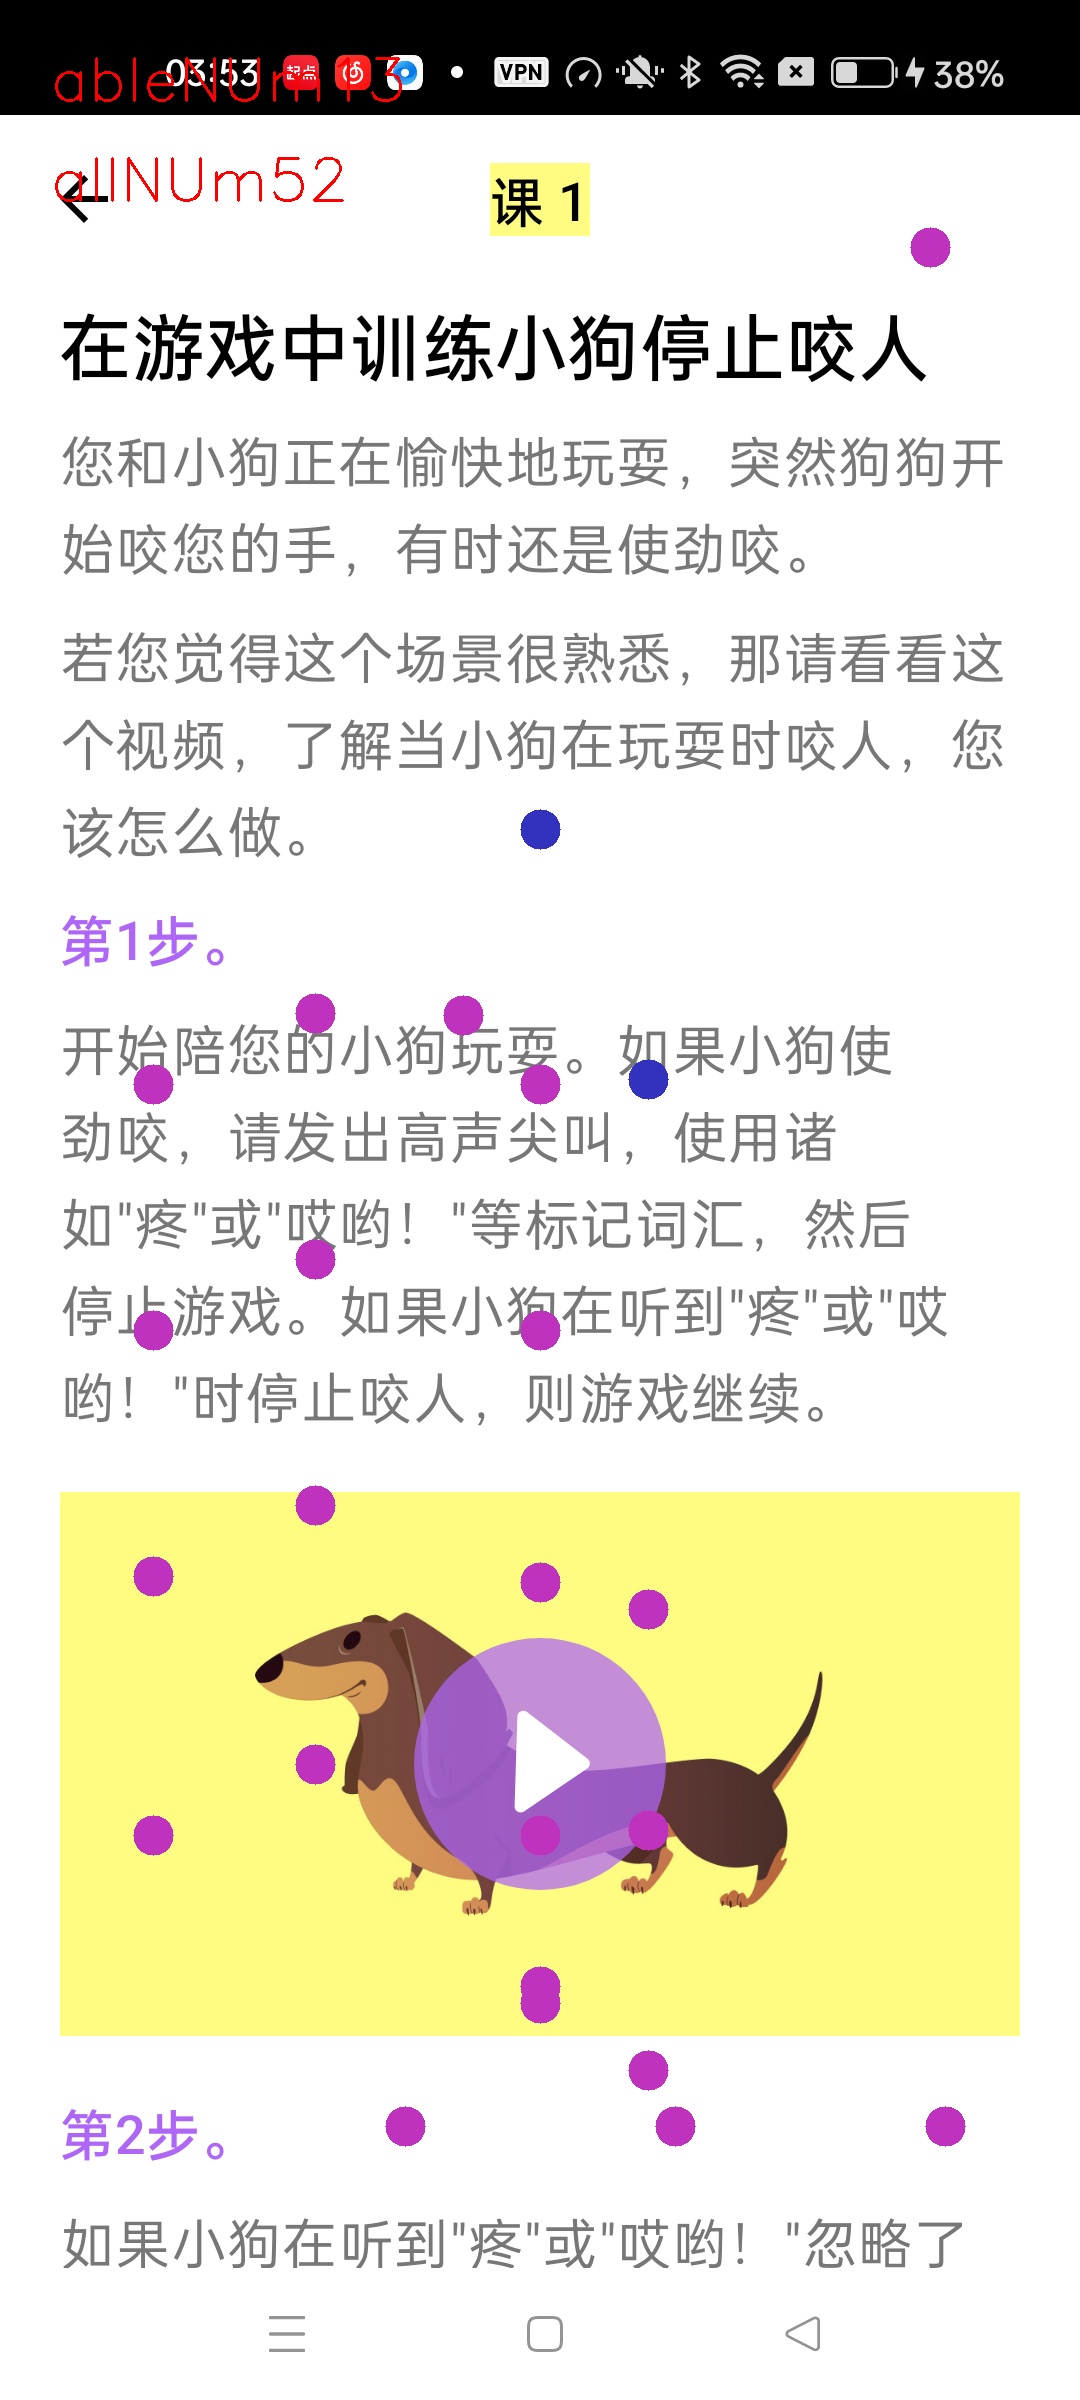 ableNUm13
03:53
起点
VPN
38%
allNUm52
课 1
在游戏中训练小狗停止咬人
您和小狗正在愉快地玩耍，突然狗狗开
始咬您的手，有时还是使劲咬。
若您觉得这个场景很熟悉，那请看看这
个视频，了解当小狗在玩耍时咬人，您
该怎么做。
第1步。
开始陪您的小狗玩耍。如果小狗使
劲咬，请发出高声尖叫，使用诸
如"疼"或"哎哟！"等标记词汇，然后
停止游戏。如果小狗在听到"疼"或"哎
哟！"时停止咬人，则游戏继续。
第2步。
如果小狗在听到"疼"或"哎哟！"忽略了